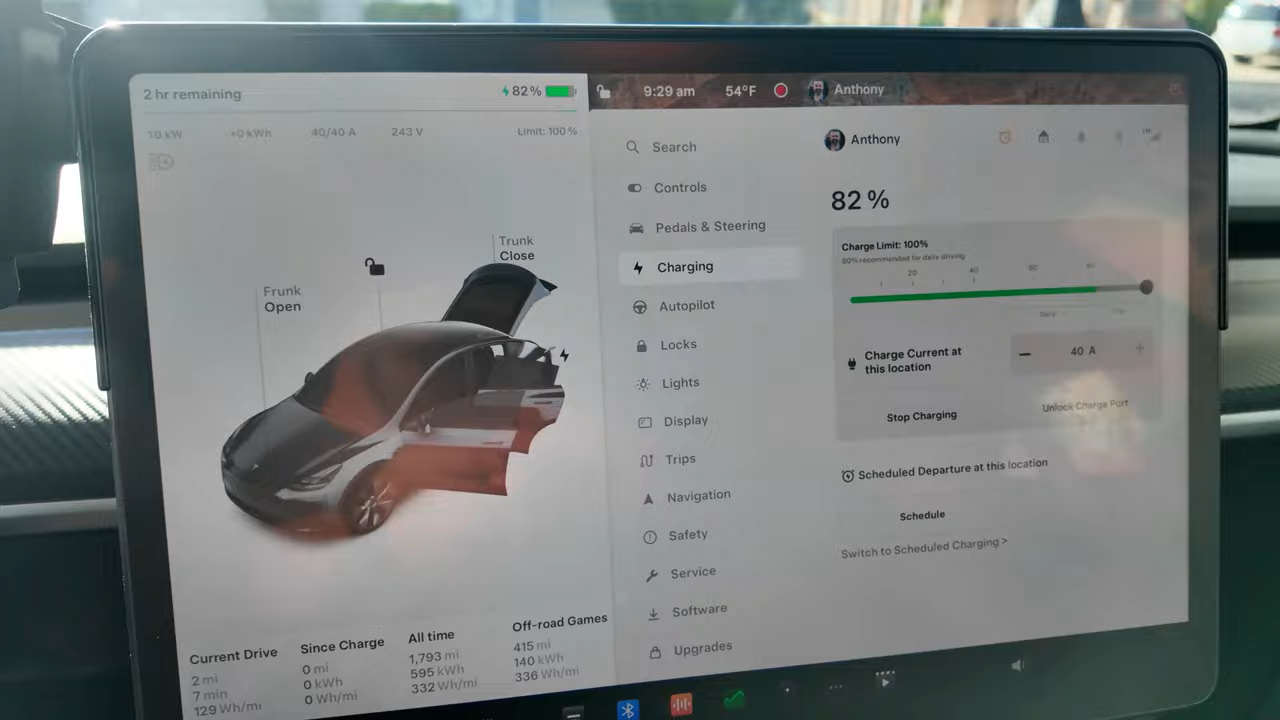 2 hr remaining
82%
10 kW
+0 kWh
40/40 A
243 V
Limit: 100 %
Trunk
Close
Frunk
Open
Current Drive
2 mi
7 min
129 Wh/mi
Since Charge
0 mi
0 kWh
0 Wh/mi
All time
1,793 mi
595 kWh
332 Wh/mi
Off-road Games
415 mi
140 kWh
336 Wh/mi
9:29 am
54°F
Anthony
Search
Controls
Pedals & Steering
Charging
Autopilot
Locks
Lights
Display
Trips
Navigation
Safety
Service
Software
Upgrades
Anthony
82 %
Charge Limit: 100%
80% recommended for daily driving
20
40
Charge Current at
this location
40 A
Stop Charging
Unlock Charge Port
Scheduled Departure at this location
Schedule
Switch to Scheduled Charging >